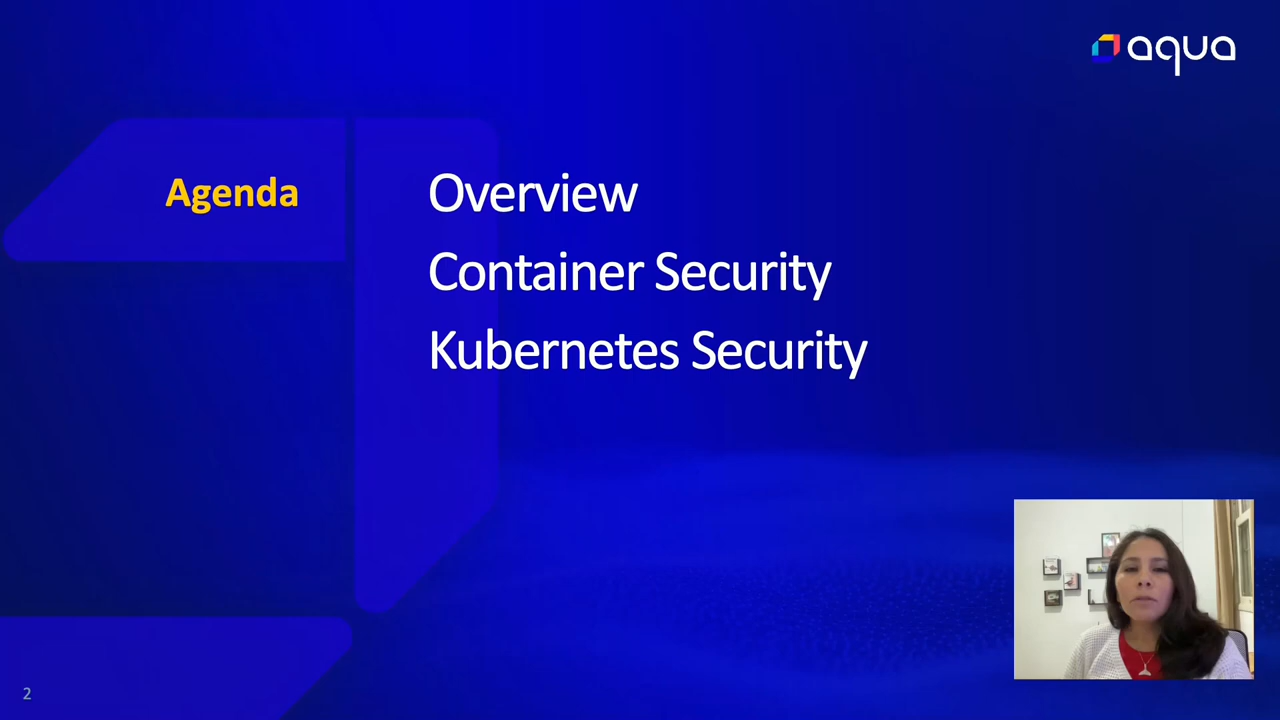 aqua
Agenda
Overview
Container Security
Kubernetes Security
2